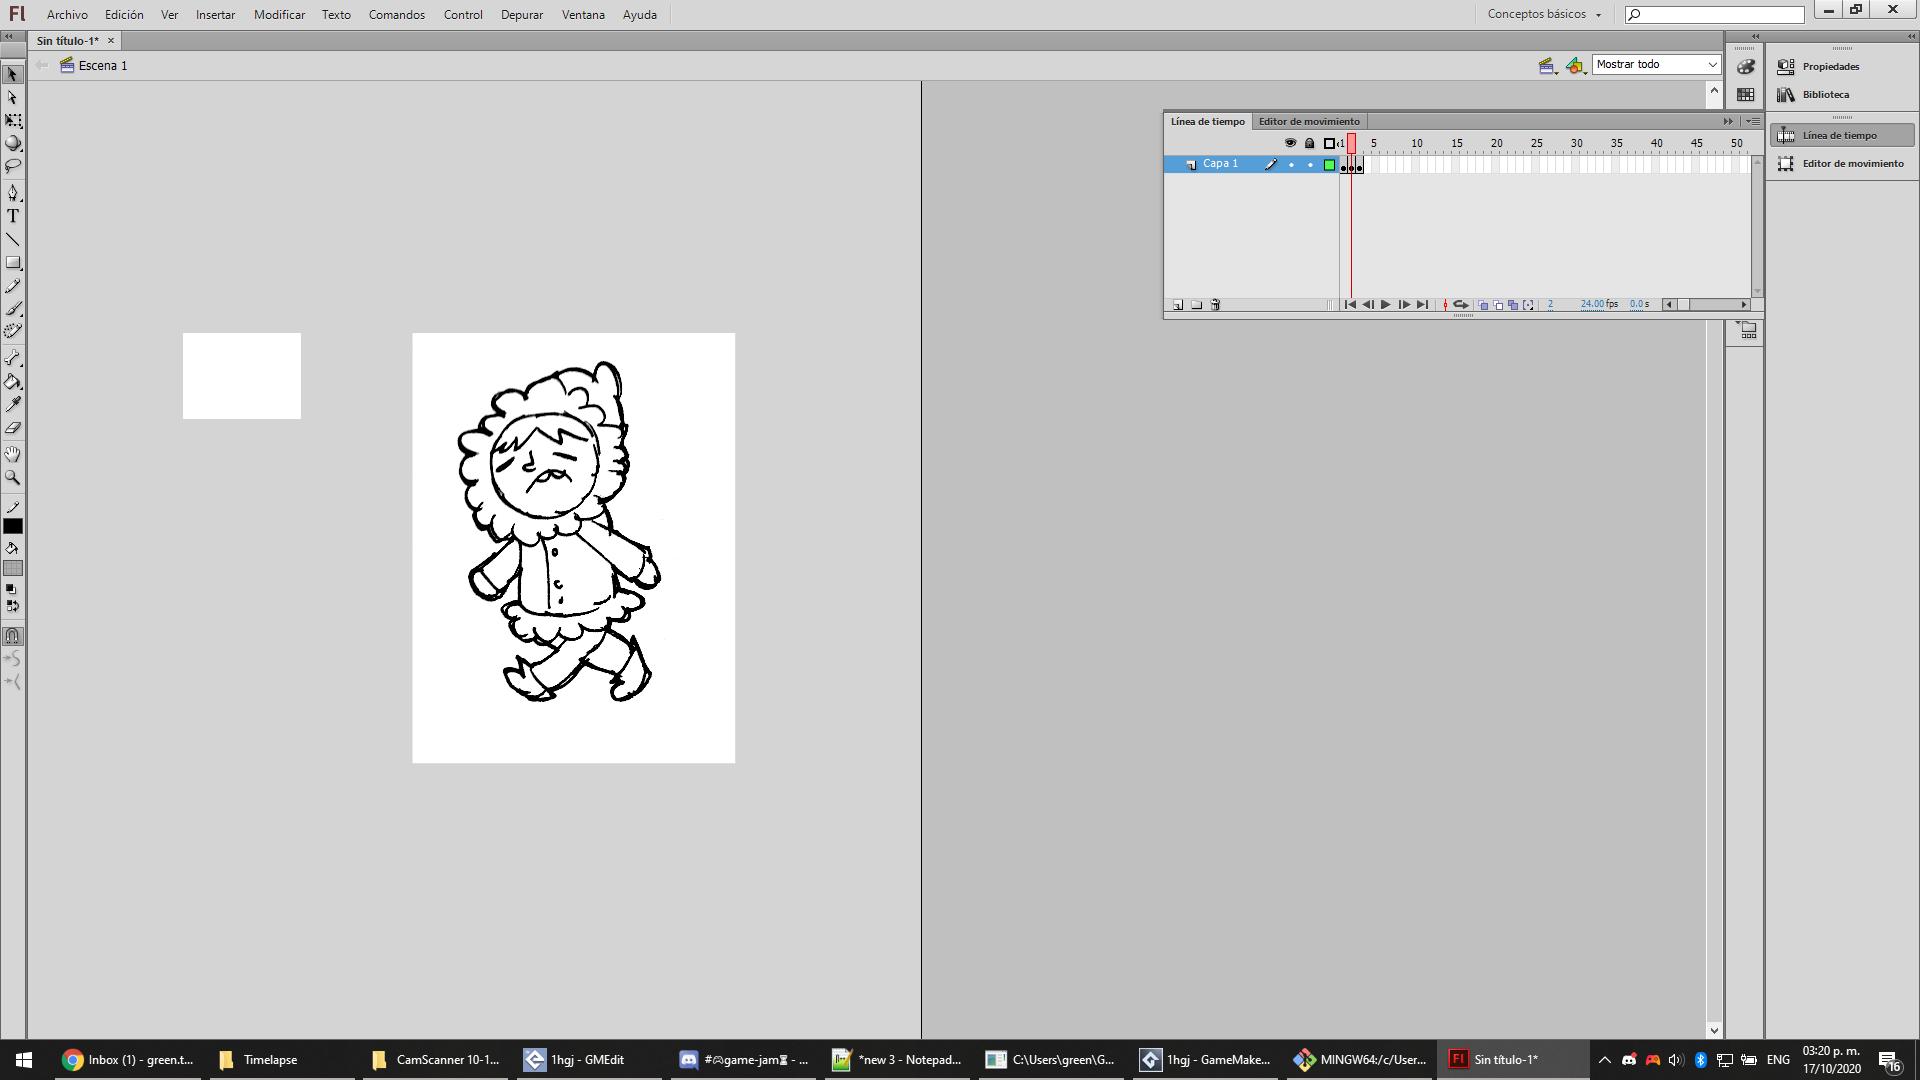 Fl Archivo Edición Ver Insertar Modificar Texto Comandos Control Depurar Ventana Ayuda Conceptos básicos
Sin título-1*
Escena 1
Mostrar todo
Propiedades
Biblioteca
Línea de tiempo
Editor de movimiento
Línea de tiempo Editor de movimiento
1 5 10 15 20 25 30 35 40 45 50
Capa 1
2 24.00 fps 0.0 s
T
Inbox (1) - green.t...
Timelapse
CamScanner 10-1...
1hgj - GMEdit
#🎮game-jam⏳ - ...
*new 3 - Notepad...
C:\Users\green\G...
1hgj - GameMake...
MINGW64:/c/User...
Fl Sin título-1*
ENG
03:20 p. m.
17/10/2020
16